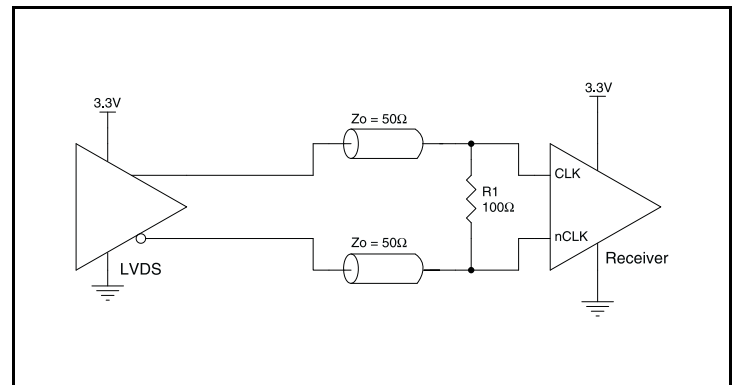 3.3V
3.3V
Zo = 50Ω
CLK
R1
100Ω
nCLK
Zo = 50Ω
LVDS
Receiver